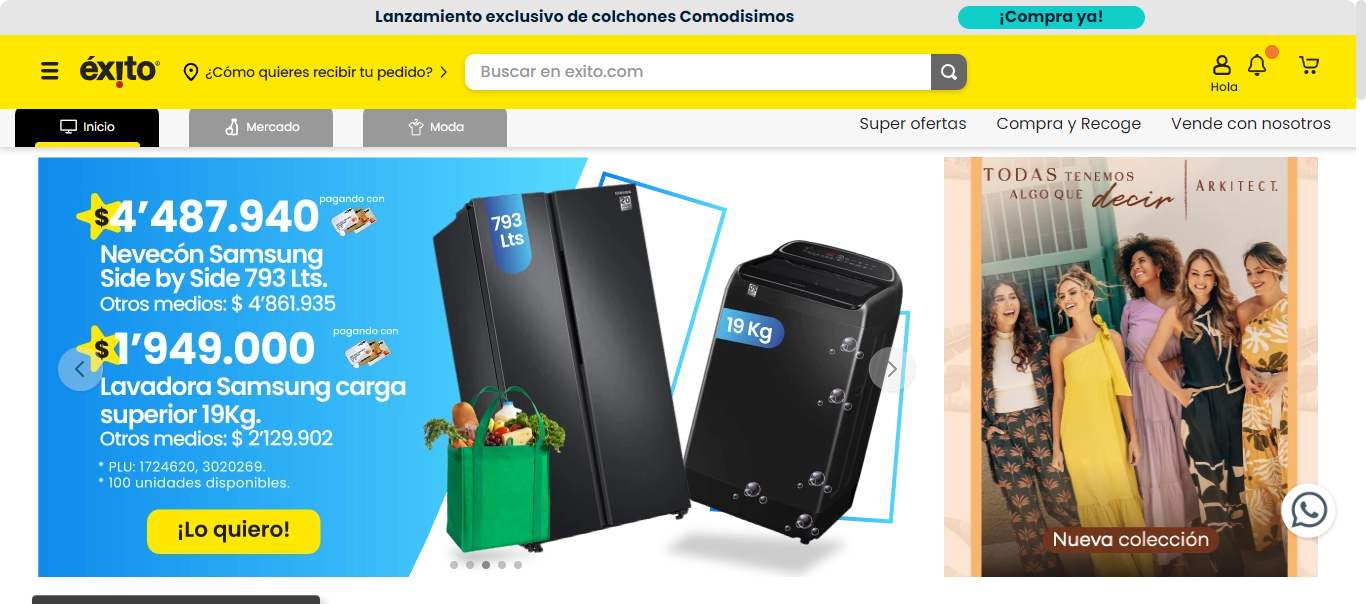 Lanzamiento exclusivo de colchones Comodisimos
¡Compra ya!
éxito
¿Cómo quieres recibir tu pedido?
Buscar en exito.com
Hola
Inicio
Mercado
Moda
Super ofertas
Compra y Recoge
Vende con nosotros
$4’487.940
pagando con
Nevecón Samsung
Side by Side 793 Lts.
Otros medios: $ 4’861.935
$1’949.000
pagando con
Lavadora Samsung carga
superior 19Kg.
Otros medios: $ 2’129.902
* PLU: 1724620, 3020269.
* 100 unidades disponibles.
¡Lo quiero!
793
Lts
SAMSUNG
20
19 Kg
TODAS TENEMOS
ALGO QUE decir
ARKITECT.
Nueva colección